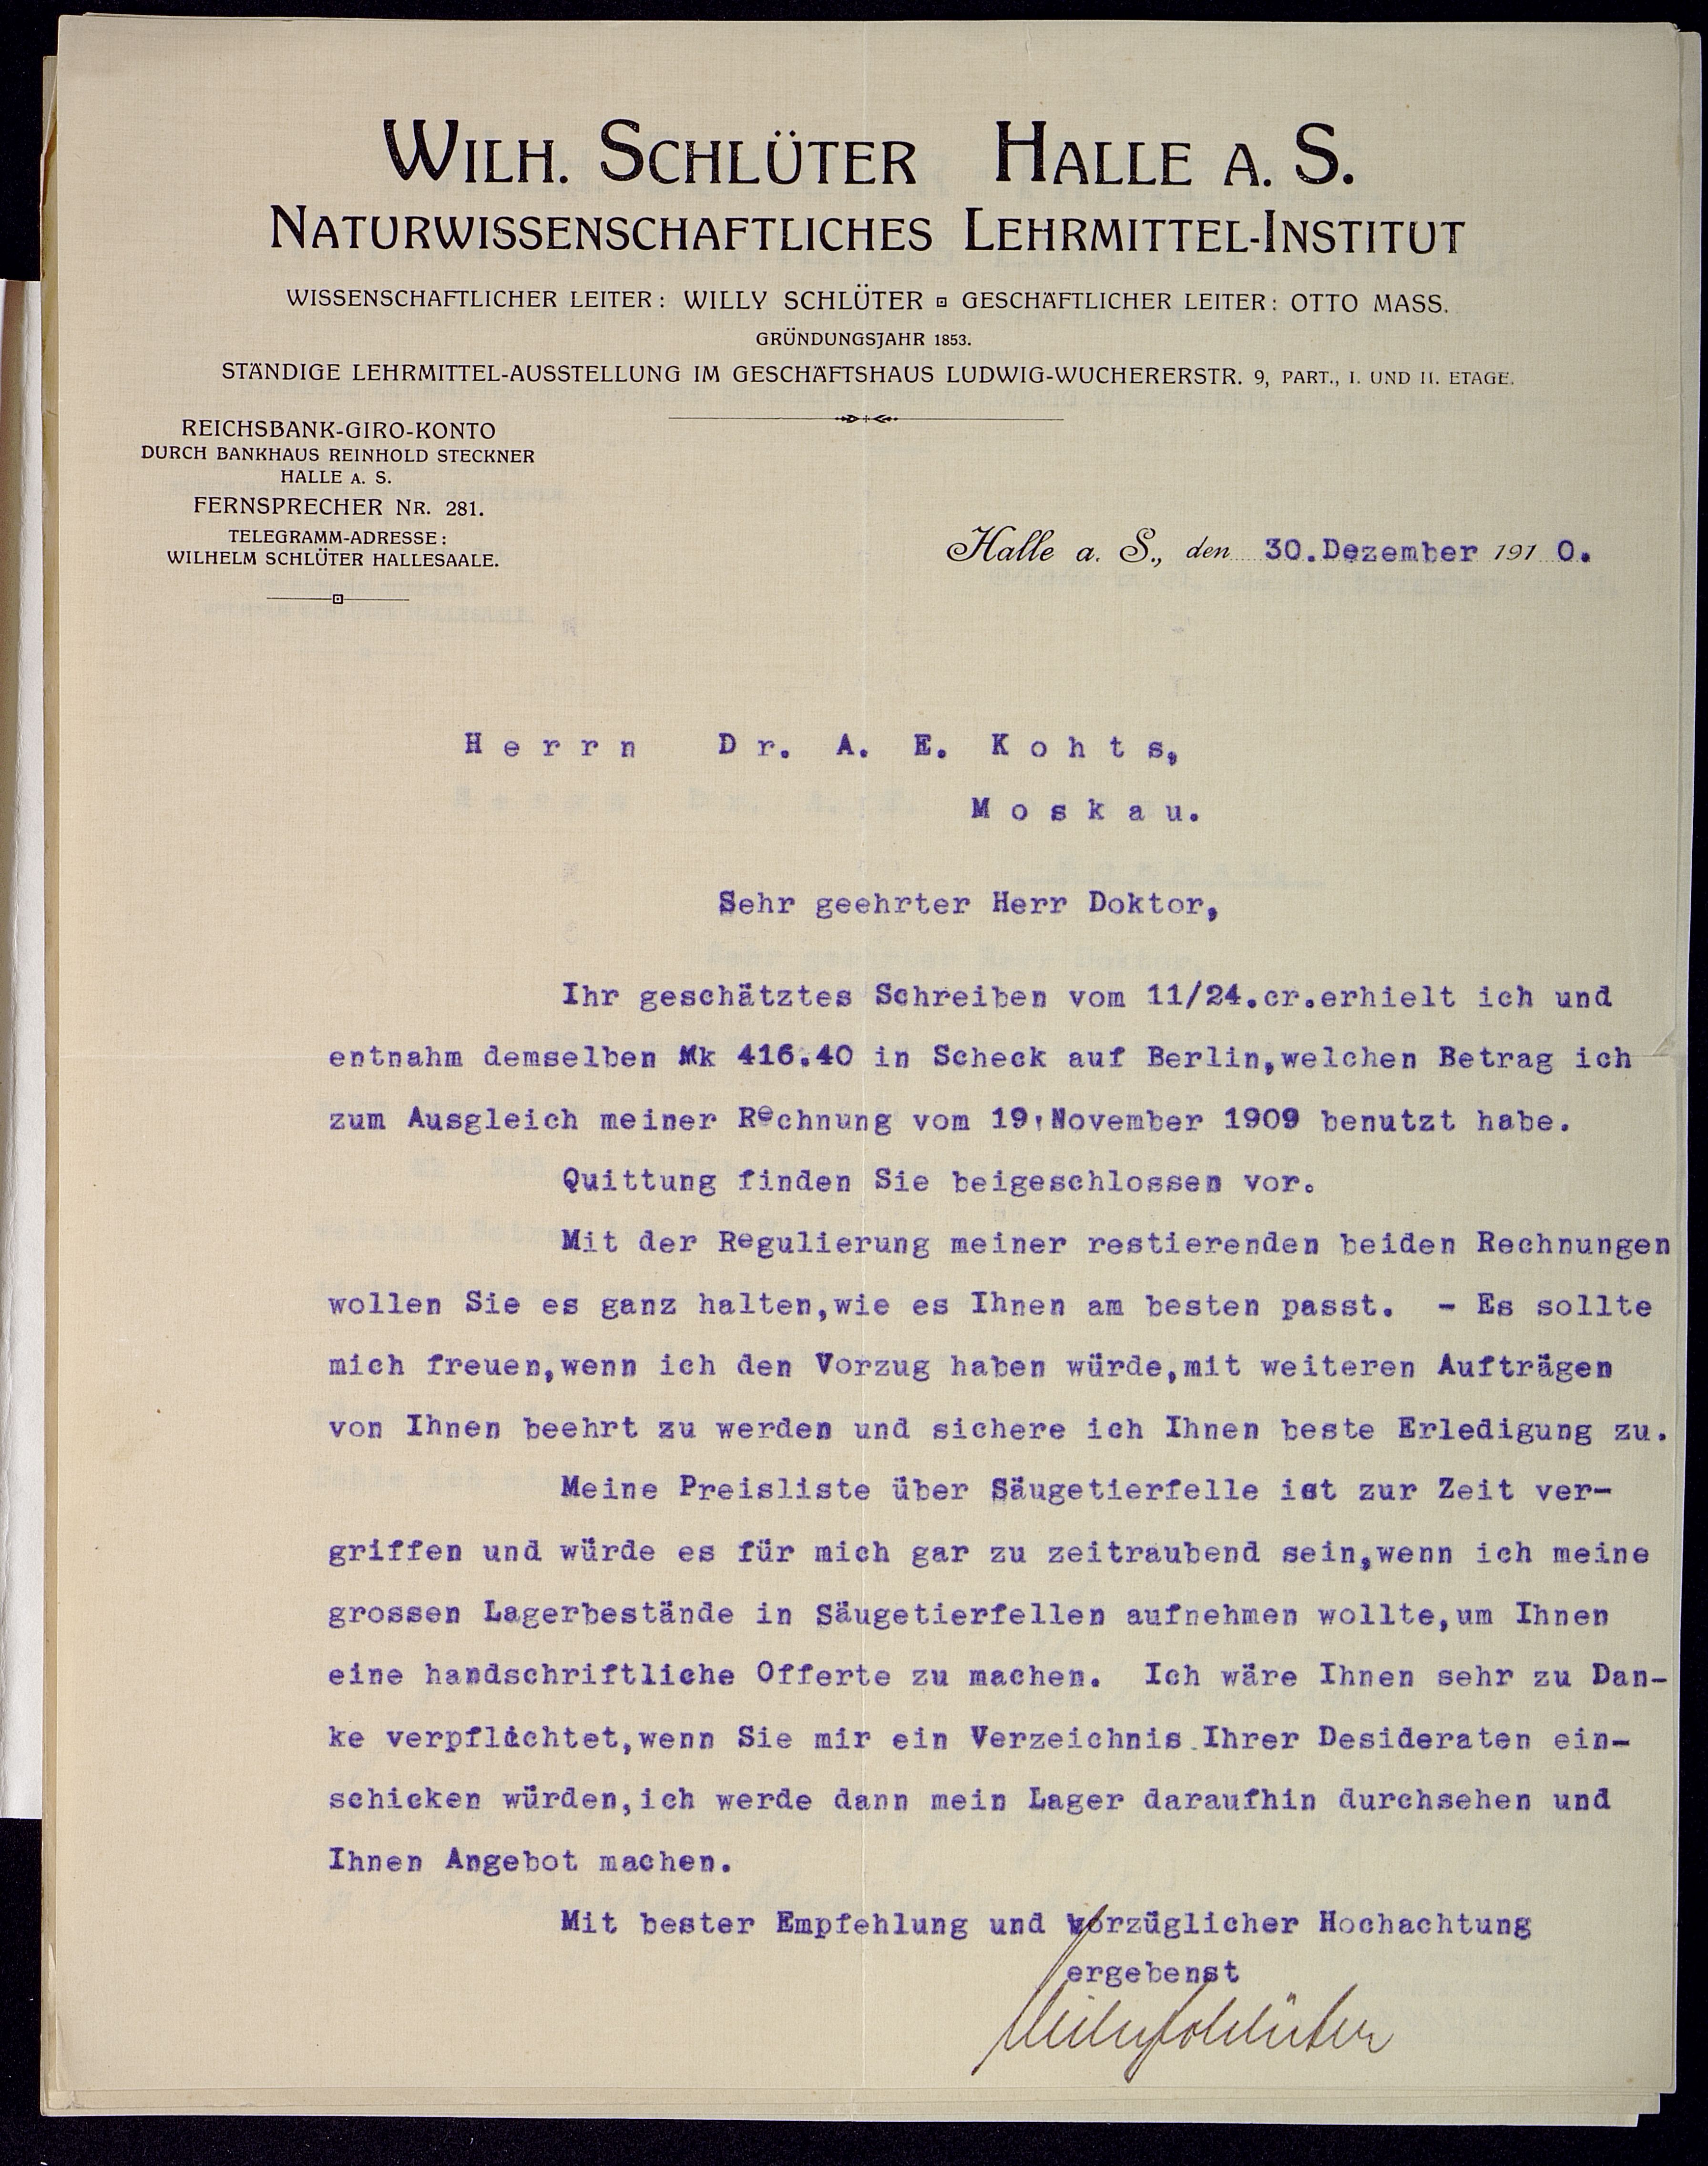 WILH. SCHLÜTER HALLE A. S.
NATURWISSENSCHAFTLICHES LEHRMITTEL-INSTITUT
WISSENSCHAFTLICHER LEITER: WILLY SCHLÜTER ▫ GESCHÄFTLICHER LEITER: OTTO MASS.
GRÜNDUNGSJAHR 1853.
STÄNDIGE LEHRMITTEL-AUSSTELLUNG IM GESCHÄFTSHAUS LUDWIG-WUCHERERSTR. 9, PART., I. UND II. ETAGE.
REICHSBANK-GIRO-KONTO
DURCH BANKHAUS REINHOLD STECKNER
HALLE A. S.
FERNSPRECHER NR. 281.
TELEGRAMM-ADRESSE:
WILHELM SCHLÜTER HALLESAALE.
Halle a. S., den 30.Dezember 1910.
Herrn Dr. A. E. Kohts,
Moskau.
Sehr geehrter Herr Doktor,
Ihr geschätztes Schreiben vom 11/24.cr.erhielt ich und
entnahm demselben Mk 416.40 in Scheck auf Berlin,welchen Betrag ich
zum Ausgleich meiner Rechnung vom 19.November 1909 benutzt habe.
Quittung finden Sie beigeschlossen vor.
Mit der Regulierung meiner restierenden beiden Rechnungen
wollen Sie es ganz halten,wie es Ihnen am besten passt. - Es sollte
mich freuen,wenn ich den Vorzug haben würde,mit weiteren Aufträgen
von Ihnen beehrt zu werden und sichere ich Ihnen beste Erledigung zu.
Meine Preisliste über Säugetierfelle ist zur Zeit ver-
griffen und würde es für mich gar zu zeitraubend sein,wenn ich meine
grossen Lagerbestände in Säugetierfellen aufnehmen wollte,um Ihnen
eine handschriftliche Offerte zu machen. Ich wäre Ihnen sehr zu Dan-
ke verpflichtet,wenn Sie mir ein Verzeichnis Ihrer Desideraten ein-
schicken würden,ich werde dann mein Lager daraufhin durchsehen und
Ihnen Angebot machen.
Mit bester Empfehlung und vorzüglicher Hochachtung
ergebenst
Willy Schlüter